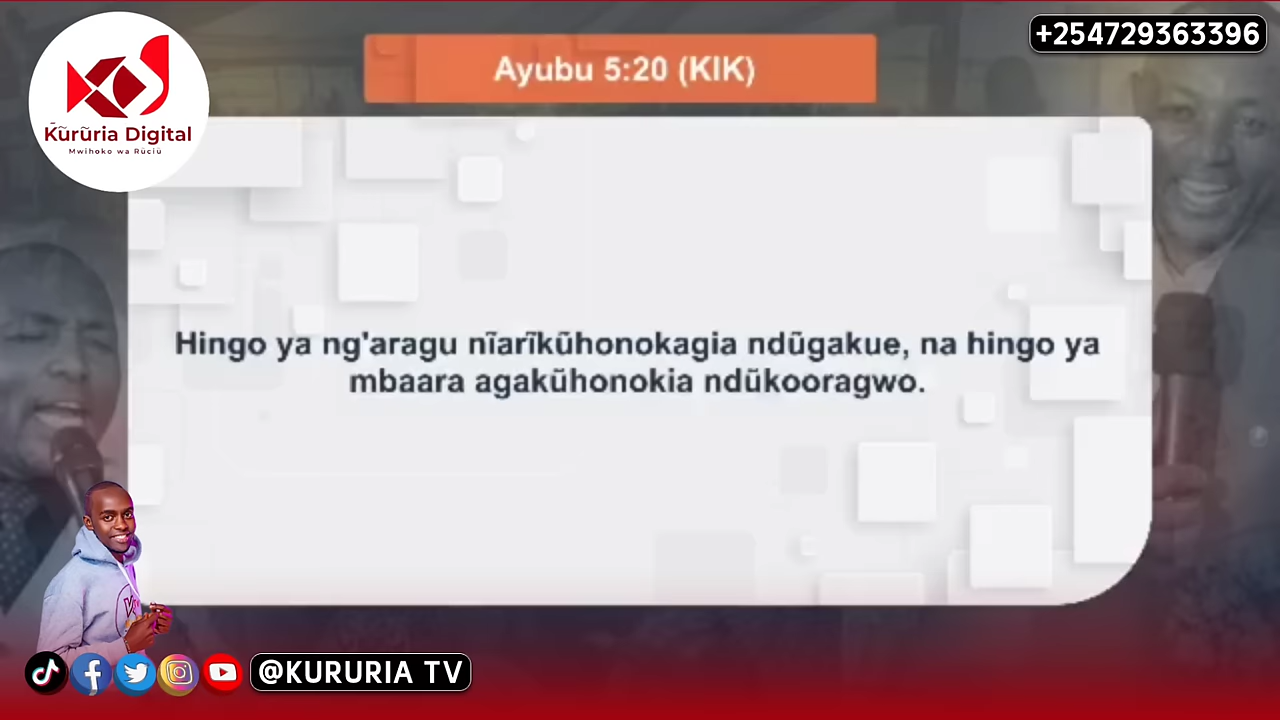 +254729363396
Ayubu 5:20 (KIK)
Kũrũria Digital
Mwihoko wa Rũciũ
Hingo ya ng'aragu nĩarĩkũhonokagia ndũgakue, na hingo ya
mbaara agakũhonokia ndũkooragwo.
@KURURIA TV